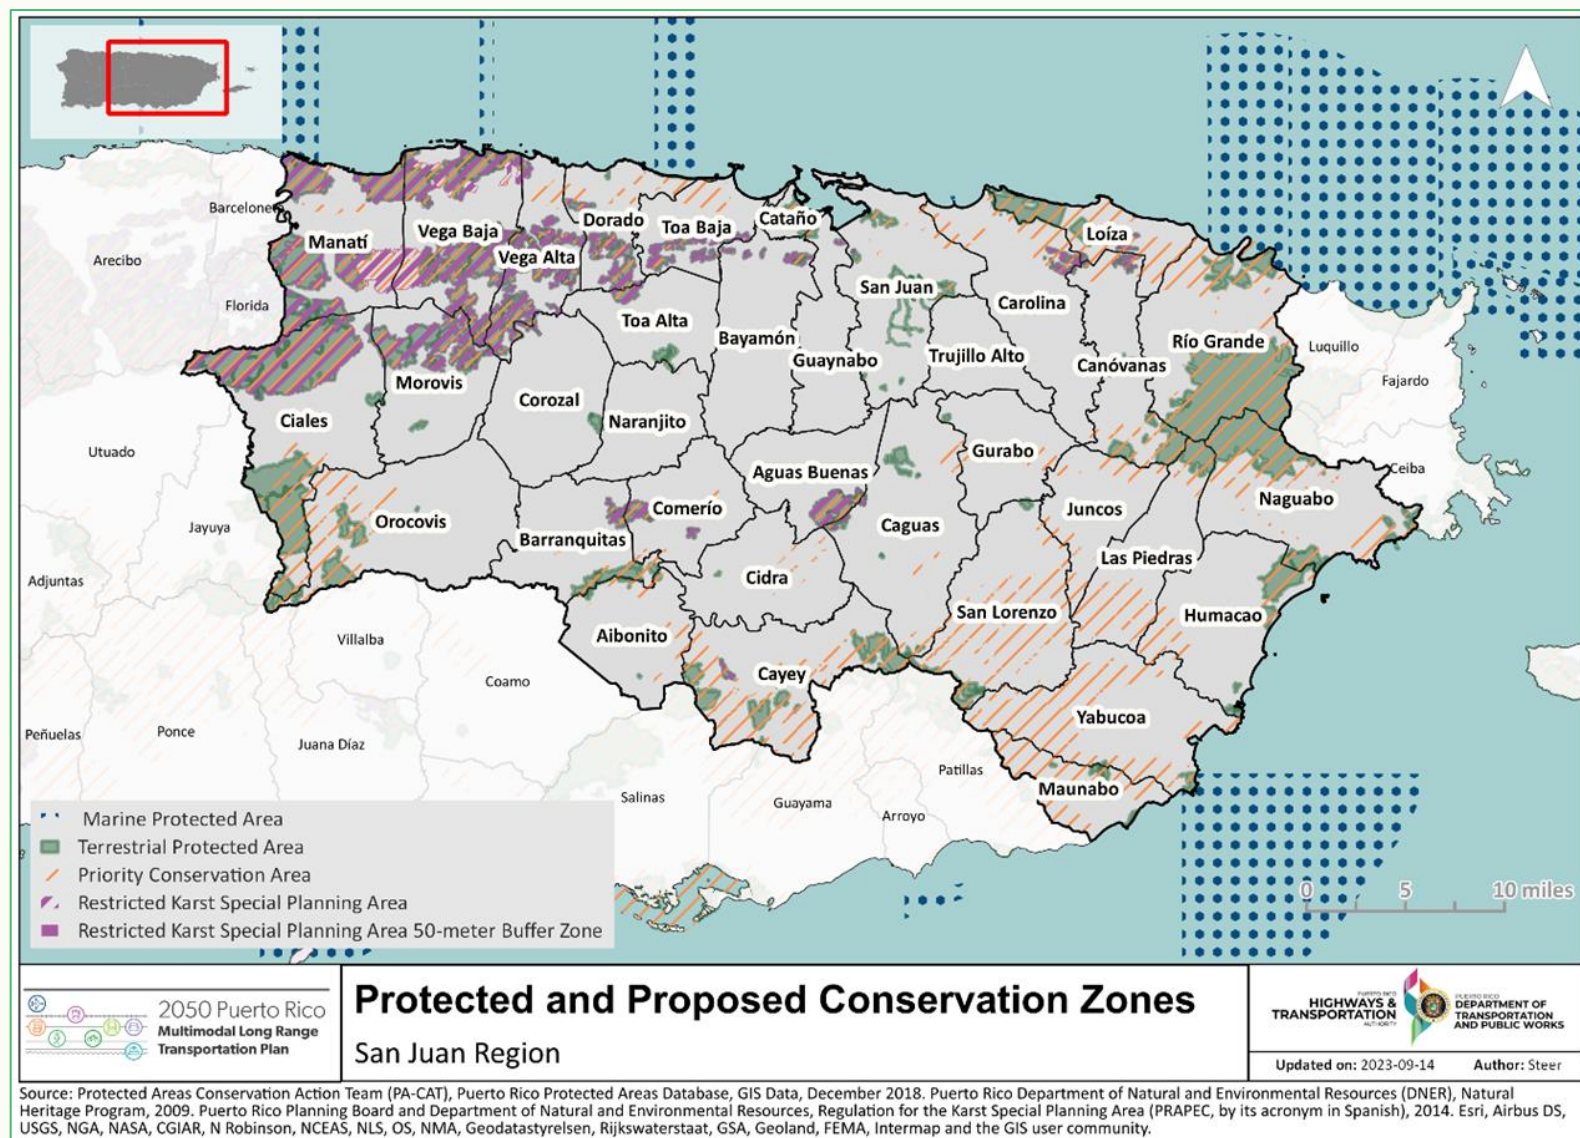 Barceloneta
Manatí
Vega Baja
Dorado
Toa Baja
Cataño
Loíza
Arecibo
Vega Alta
San Juan
Carolina
Florida
Toa Alta
Bayamón
Guaynabo
Trujillo Alto
Canóvanas
Río Grande
Luquillo
Fajardo
Morovis
Ciales
Corozal
Naranjito
Utuado
Aguas Buenas
Gurabo
Ceiba
Naguabo
Jayuya
Orocovis
Comerío
Juncos
Barranquitas
Caguas
Las Piedras
Adjuntas
Cidra
Villalba
Aibonito
San Lorenzo
Humacao
Coamo
Cayey
Peñuelas
Ponce
Juana Díaz
Yabucoa
Patillas
Maunabo
Salinas
Guayama
Arroyo
Marine Protected Area
Terrestrial Protected Area
Priority Conservation Area
Restricted Karst Special Planning Area
Restricted Karst Special Planning Area 50-meter Buffer Zone
0 5 10 miles
2050 Puerto Rico
Multimodal Long Range
Transportation Plan
Protected and Proposed Conservation Zones
San Juan Region
PUERTO RICO
HIGHWAYS &
TRANSPORTATION
AUTHORITY
PUERTO RICO
DEPARTMENT OF
TRANSPORTATION
AND PUBLIC WORKS
Updated on: 2023-09-14 Author: Steer
Source: Protected Areas Conservation Action Team (PA-CAT), Puerto Rico Protected Areas Database, GIS Data, December 2018. Puerto Rico Department of Natural and Environmental Resources (DNER), Natural
Heritage Program, 2009. Puerto Rico Planning Board and Department of Natural and Environmental Resources, Regulation for the Karst Special Planning Area (PRAPEC, by its acronym in Spanish), 2014. Esri, Airbus DS,
USGS, NGA, NASA, CGIAR, N Robinson, NCEAS, NLS, OS, NMA, Geodatastyrelsen, Rijkswaterstaat, GSA, Geoland, FEMA, Intermap and the GIS user community.